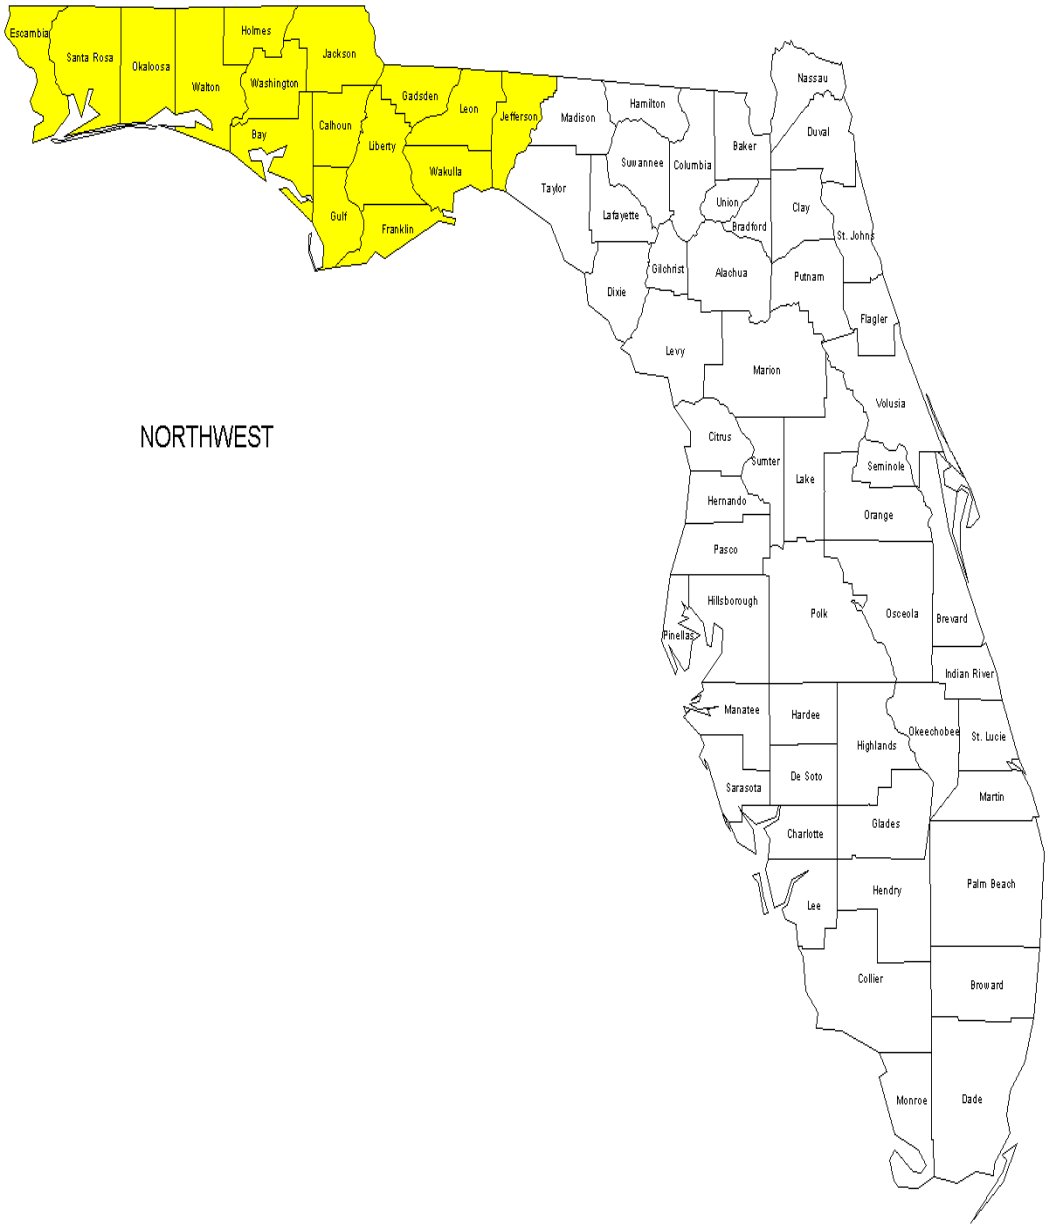 Escambia
Santa Rosa
Okaloosa
Walton
Holmes
Washington
Jackson
Bay
Calhoun
Gulf
Liberty
Gadsden
Franklin
Wakulla
Leon
Jefferson
Madison
Taylor
Hamilton
Suwannee
Lafayette
Dixie
Columbia
Gilchrist
Levy
Nassau
Duval
Baker
Union
Bradford
Clay
St. Johns
Alachua
Putnam
Flagler
Marion
Volusia
NORTHWEST
Citrus
Sumter
Lake
Seminole
Hernando
Orange
Pasco
Hillsborough
Pinellas
Polk
Osceola
Brevard
Indian River
Manatee
Hardee
Highlands
Okeechobee
St. Lucie
Sarasota
De Soto
Martin
Charlotte
Glades
Lee
Hendry
Palm Beach
Collier
Broward
Monroe
Dade